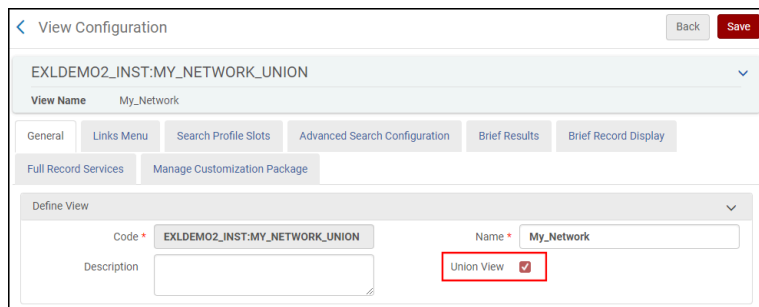 View Configuration Back Save
EXLDEMO2_INST:MY_NETWORK_UNION
View Name My_Network
General Links Menu Search Profile Slots Advanced Search Configuration Brief Results Brief Record Display
Full Record Services Manage Customization Package
Define View
Code * EXLDEMO2_INST:MY_NETWORK_UNION Name * My_Network
Description Union View